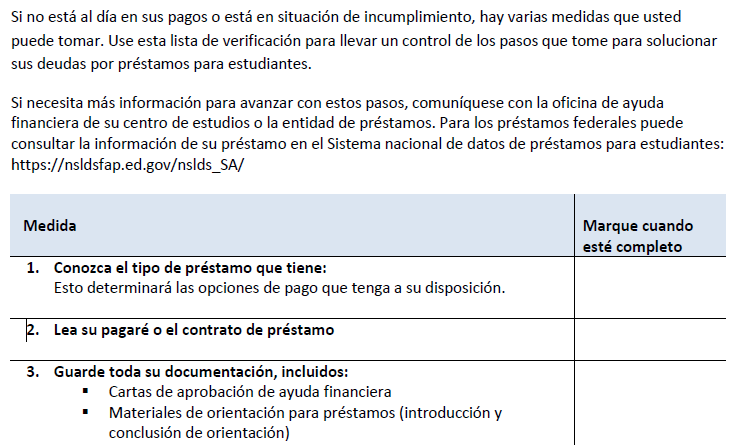 Si no está al día en sus pagos o está en situación de incumplimiento, hay varias medidas que usted
puede tomar. Use esta lista de verificación para llevar un control de los pasos que tome para solucionar
sus deudas por préstamos para estudiantes.
Si necesita más información para avanzar con estos pasos, comuníquese con la oficina de ayuda
financiera de su centro de estudios o la entidad de préstamos. Para los préstamos federales puede
consultar la información de su préstamo en el Sistema nacional de datos de préstamos para estudiantes:
https://nsldsfap.ed.gov/nslds_SA/
Medida
Marque cuando
esté completo
1. Conozca el tipo de préstamo que tiene:
Esto determinará las opciones de pago que tenga a su disposición.
2. Lea su pagaré o el contrato de préstamo
3. Guarde toda su documentación, incluidos:
▪ Cartas de aprobación de ayuda financiera
▪ Materiales de orientación para préstamos (introducción y
conclusión de orientación)